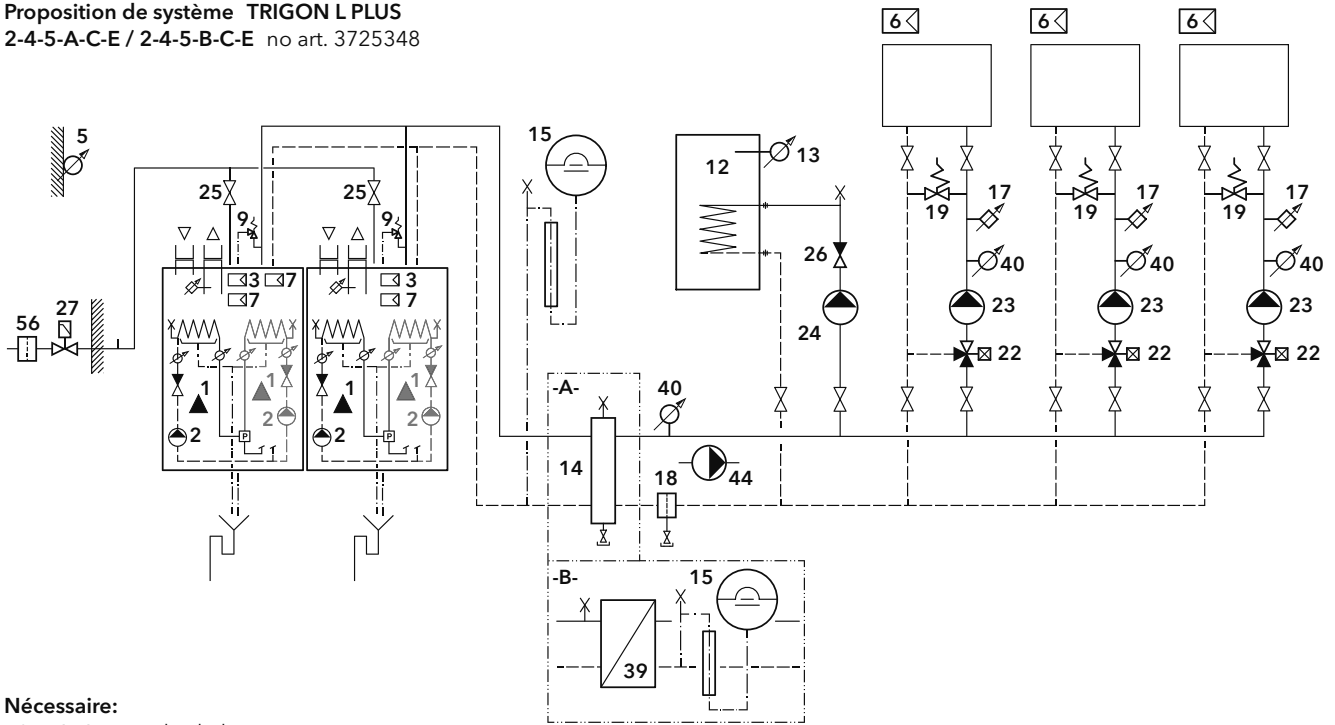 Proposition de système TRIGON L PLUS
2-4-5-A-C-E / 2-4-5-B-C-E no art. 3725348
6 6 6
5
15
12 13
25 25
9 9
17 17 17
19 19 19
26
3 7 3
7 7
40 40 40
56 27
24
23 23 23
22 22 22
1 1 1 1
2 2 2 2
P P
-A- 40
14
18 44
-B- 15
39
Nécessaire: